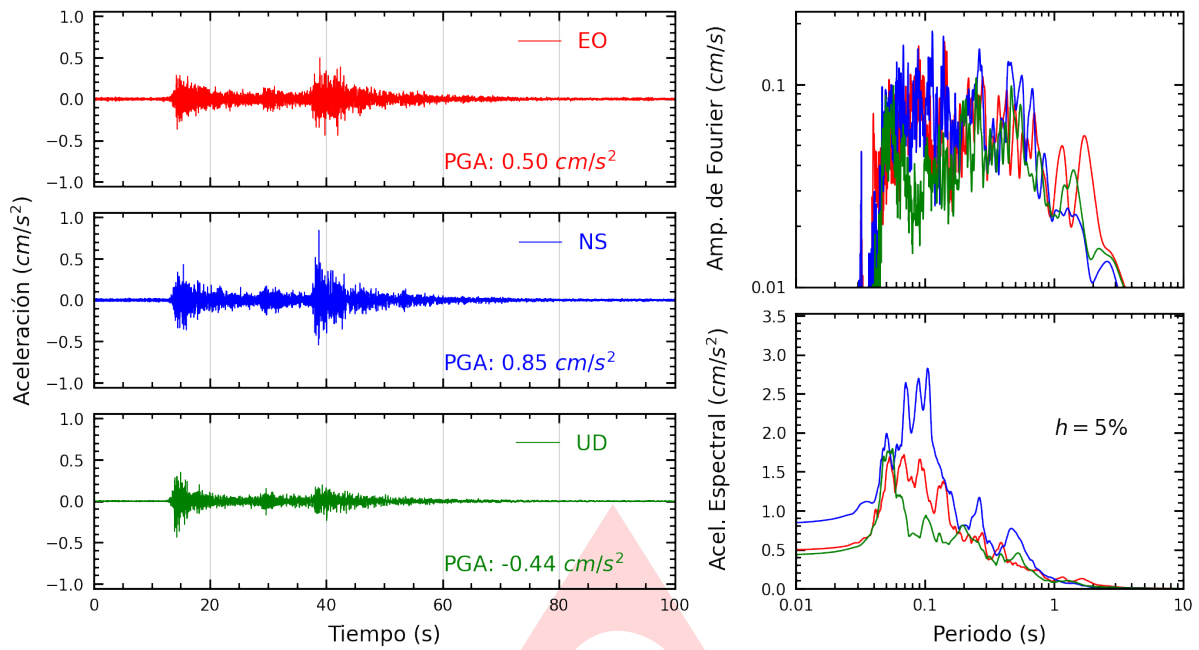 Aceleración (cm/s²)
1.0
0.5
0.0
−0.5
−1.0
EO
PGA: 0.50 cm/s²
1.0
0.5
0.0
−0.5
−1.0
NS
PGA: 0.85 cm/s²
1.0
0.5
0.0
−0.5
−1.0
UD
PGA: -0.44 cm/s²
0 20 40 60 80 100
Tiempo (s)
Amp. de Fourier (cm/s)
0.1
0.01
Acel. Espectral (cm/s²)
3.5
3.0
2.5
2.0
1.5
1.0
0.5
0.0
h = 5%
0.01 0.1 1 10
Periodo (s)